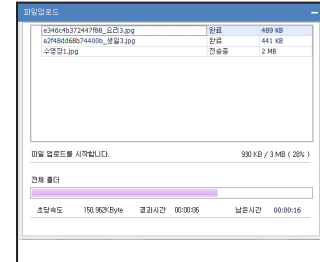 파일업로드
e346c4b372447f88_요리3.jpg 완료 489 KB
e2f48dd68b74400b_생일3.jpg 완료 441 KB
수영장1.jpg 전송중 2 MB
파일 업로드를 시작합니다. 930 KB / 3 MB ( 28% )
전체 폴더
초당속도 150.962KByte 경과시간 00:00:06 남은시간 00:00:16